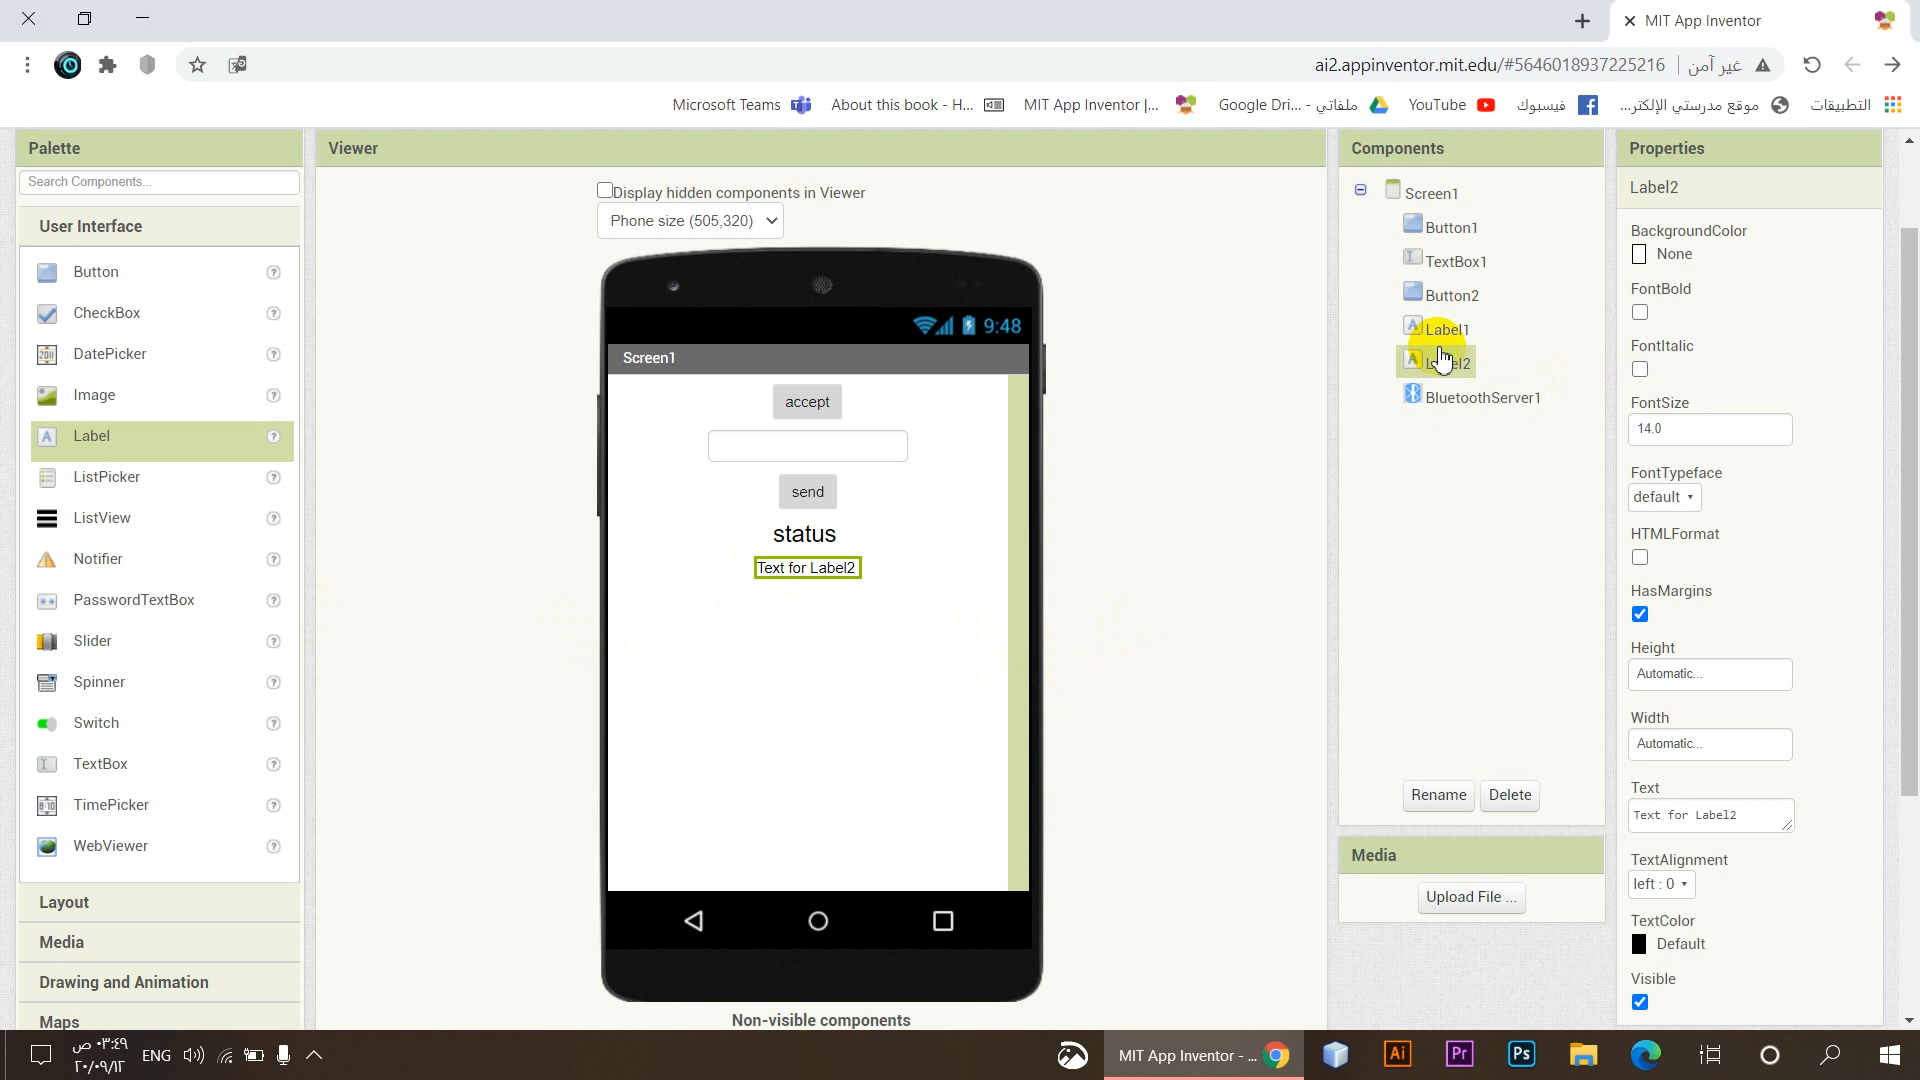 MIT App Inventor
ai2.appinventor.mit.edu/#5646018937225216
غير آمن
Microsoft Teams
About this book - H...
MIT App Inventor |...
ملفاتي - Google Dri...
YouTube
فيسبوك
موقع مدرستي الإلكتر...
التطبيقات
Palette
Search Components...
User Interface
Button
CheckBox
DatePicker
Image
Label
ListPicker
ListView
Notifier
PasswordTextBox
Slider
Spinner
Switch
TextBox
TimePicker
WebViewer
Layout
Media
Drawing and Animation
Maps
Viewer
Display hidden components in Viewer
Phone size (505,320)
9:48
Screen1
accept
send
status
Text for Label2
Non-visible components
Components
Screen1
Button1
TextBox1
Button2
Label1
BluetoothServer1
Rename
Delete
Media
Upload File ...
Properties
Label2
BackgroundColor
None
FontBold
FontItalic
FontSize
14.0
FontTypeface
default
HTMLFormat
HasMargins
Height
Automatic...
Width
Automatic...
Text
Text for Label2
TextAlignment
left : 0
TextColor
Default
Visible
٠٣:٤٩ ص
ENG
MIT App Inventor - ...
Ai
Pr
Ps